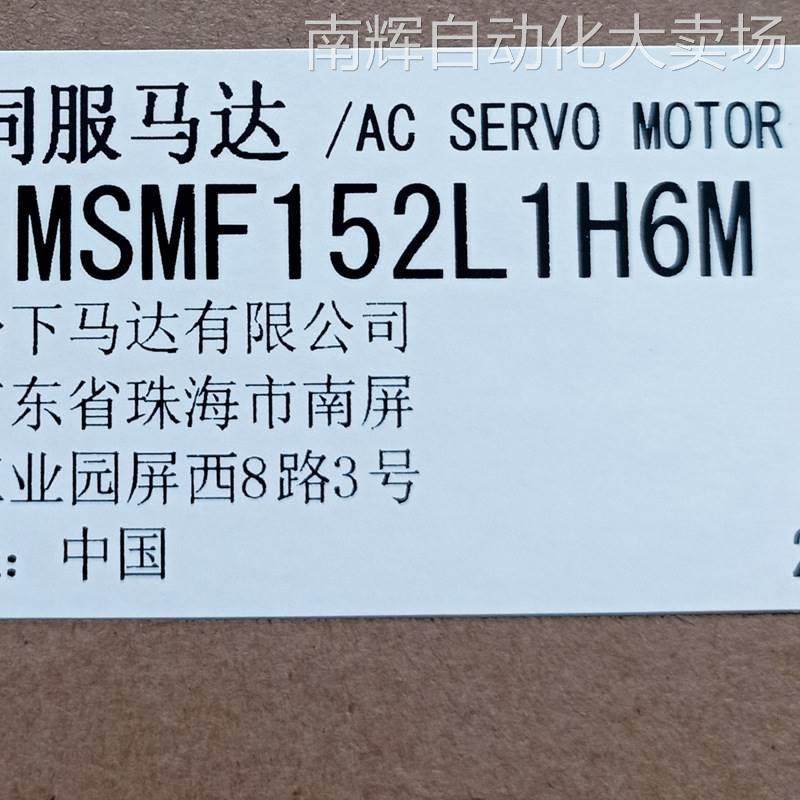 南辉自动化大卖场
伺服马达 /AC SERVO MOTOR
MSMF152L1H6M
下马达有限公司
东省珠海市南屏
业园屏西8路3号
：中国
2